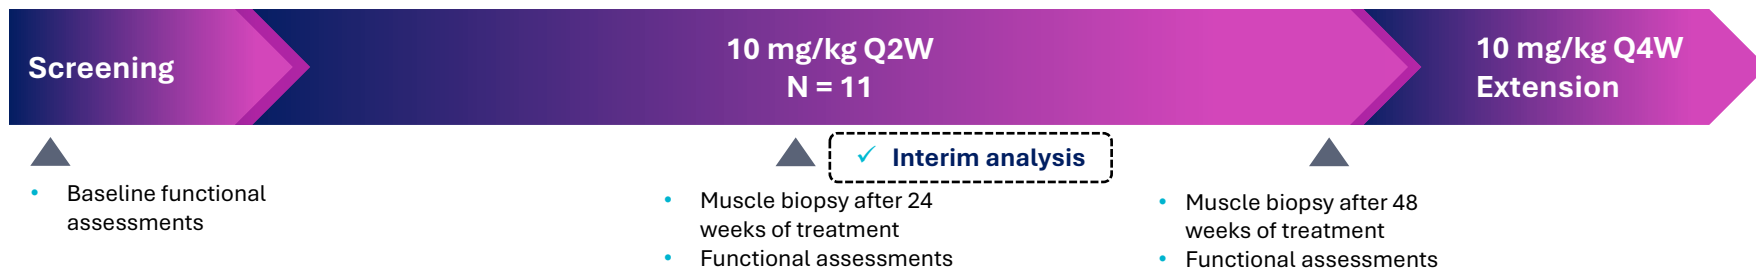 Screening
10 mg/kg Q2W
N = 11
10 mg/kg Q4W
Extension
✓ Interim analysis
• Baseline functional
assessments
• Muscle biopsy after 24
weeks of treatment
• Functional assessments
• Muscle biopsy after 48
weeks of treatment
• Functional assessments